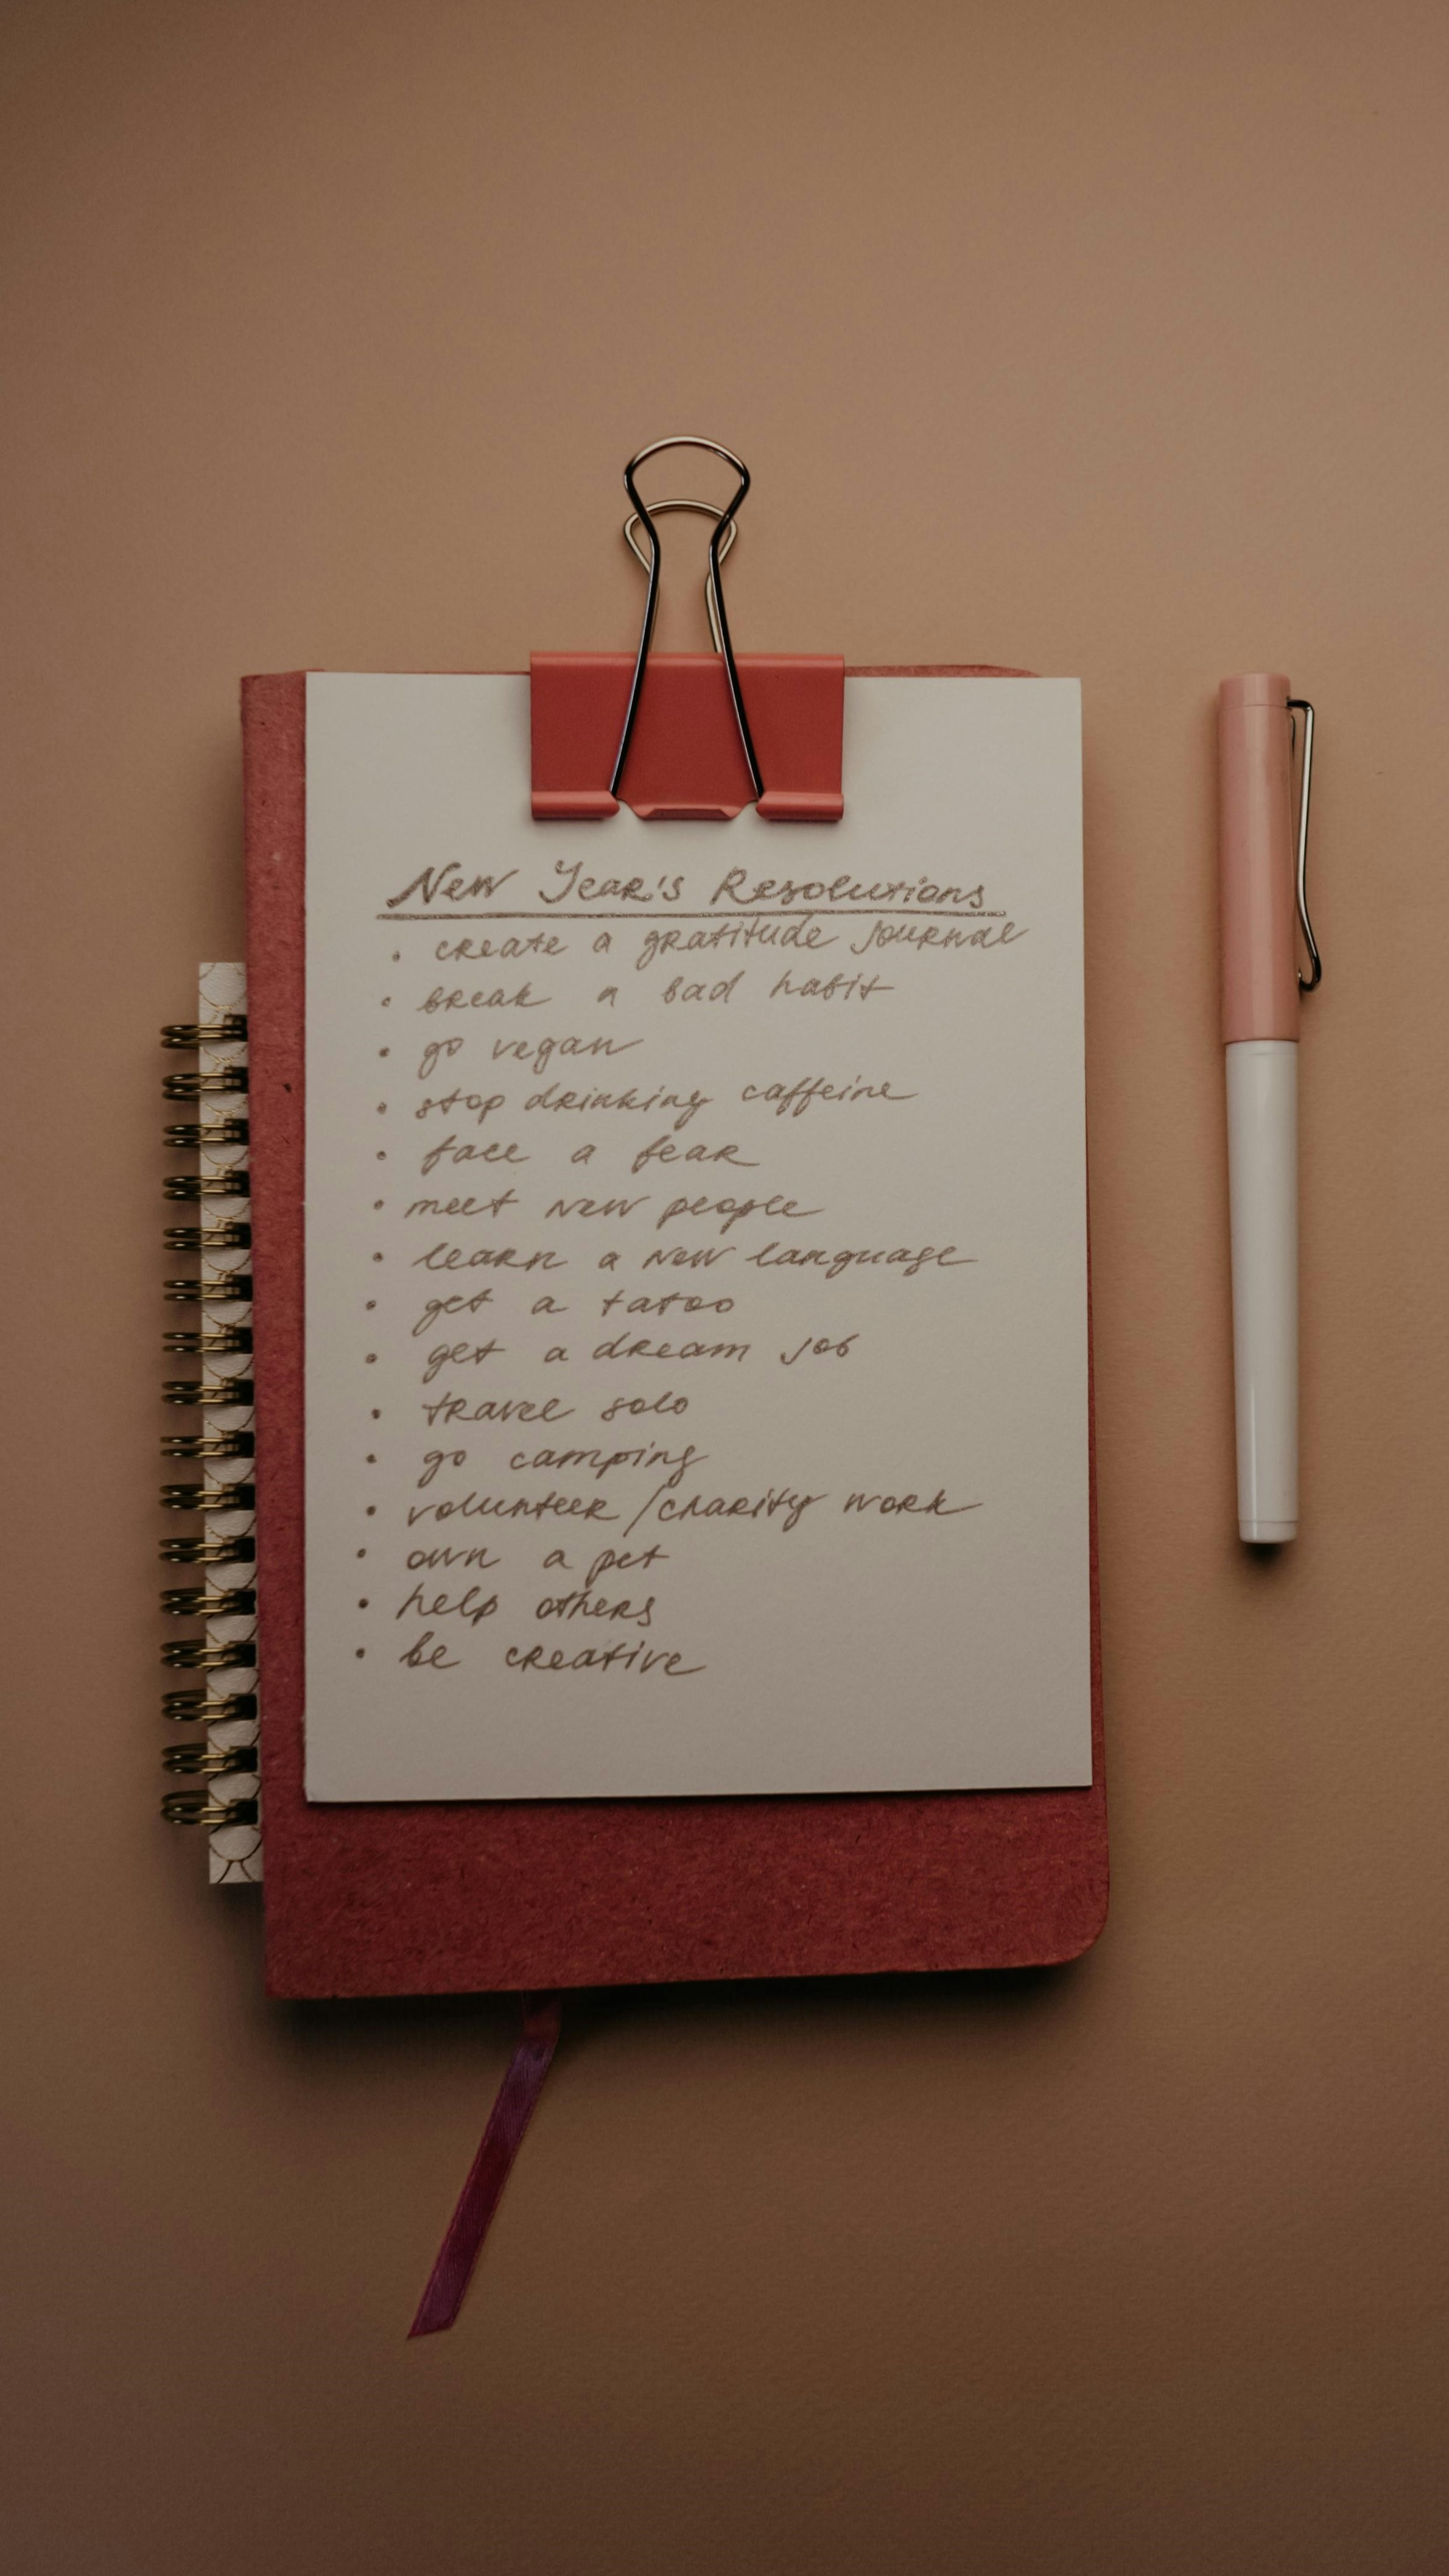 New Year's Resolutions
• create a gratitude journal
• break a bad habit
• go vegan
• stop drinking caffeine
• face a fear
• meet new people
• learn a new language
• get a tatoo
• get a dream job
• travel solo
• go camping
• volunteer/charity work
• own a pet
• help others
• be creative